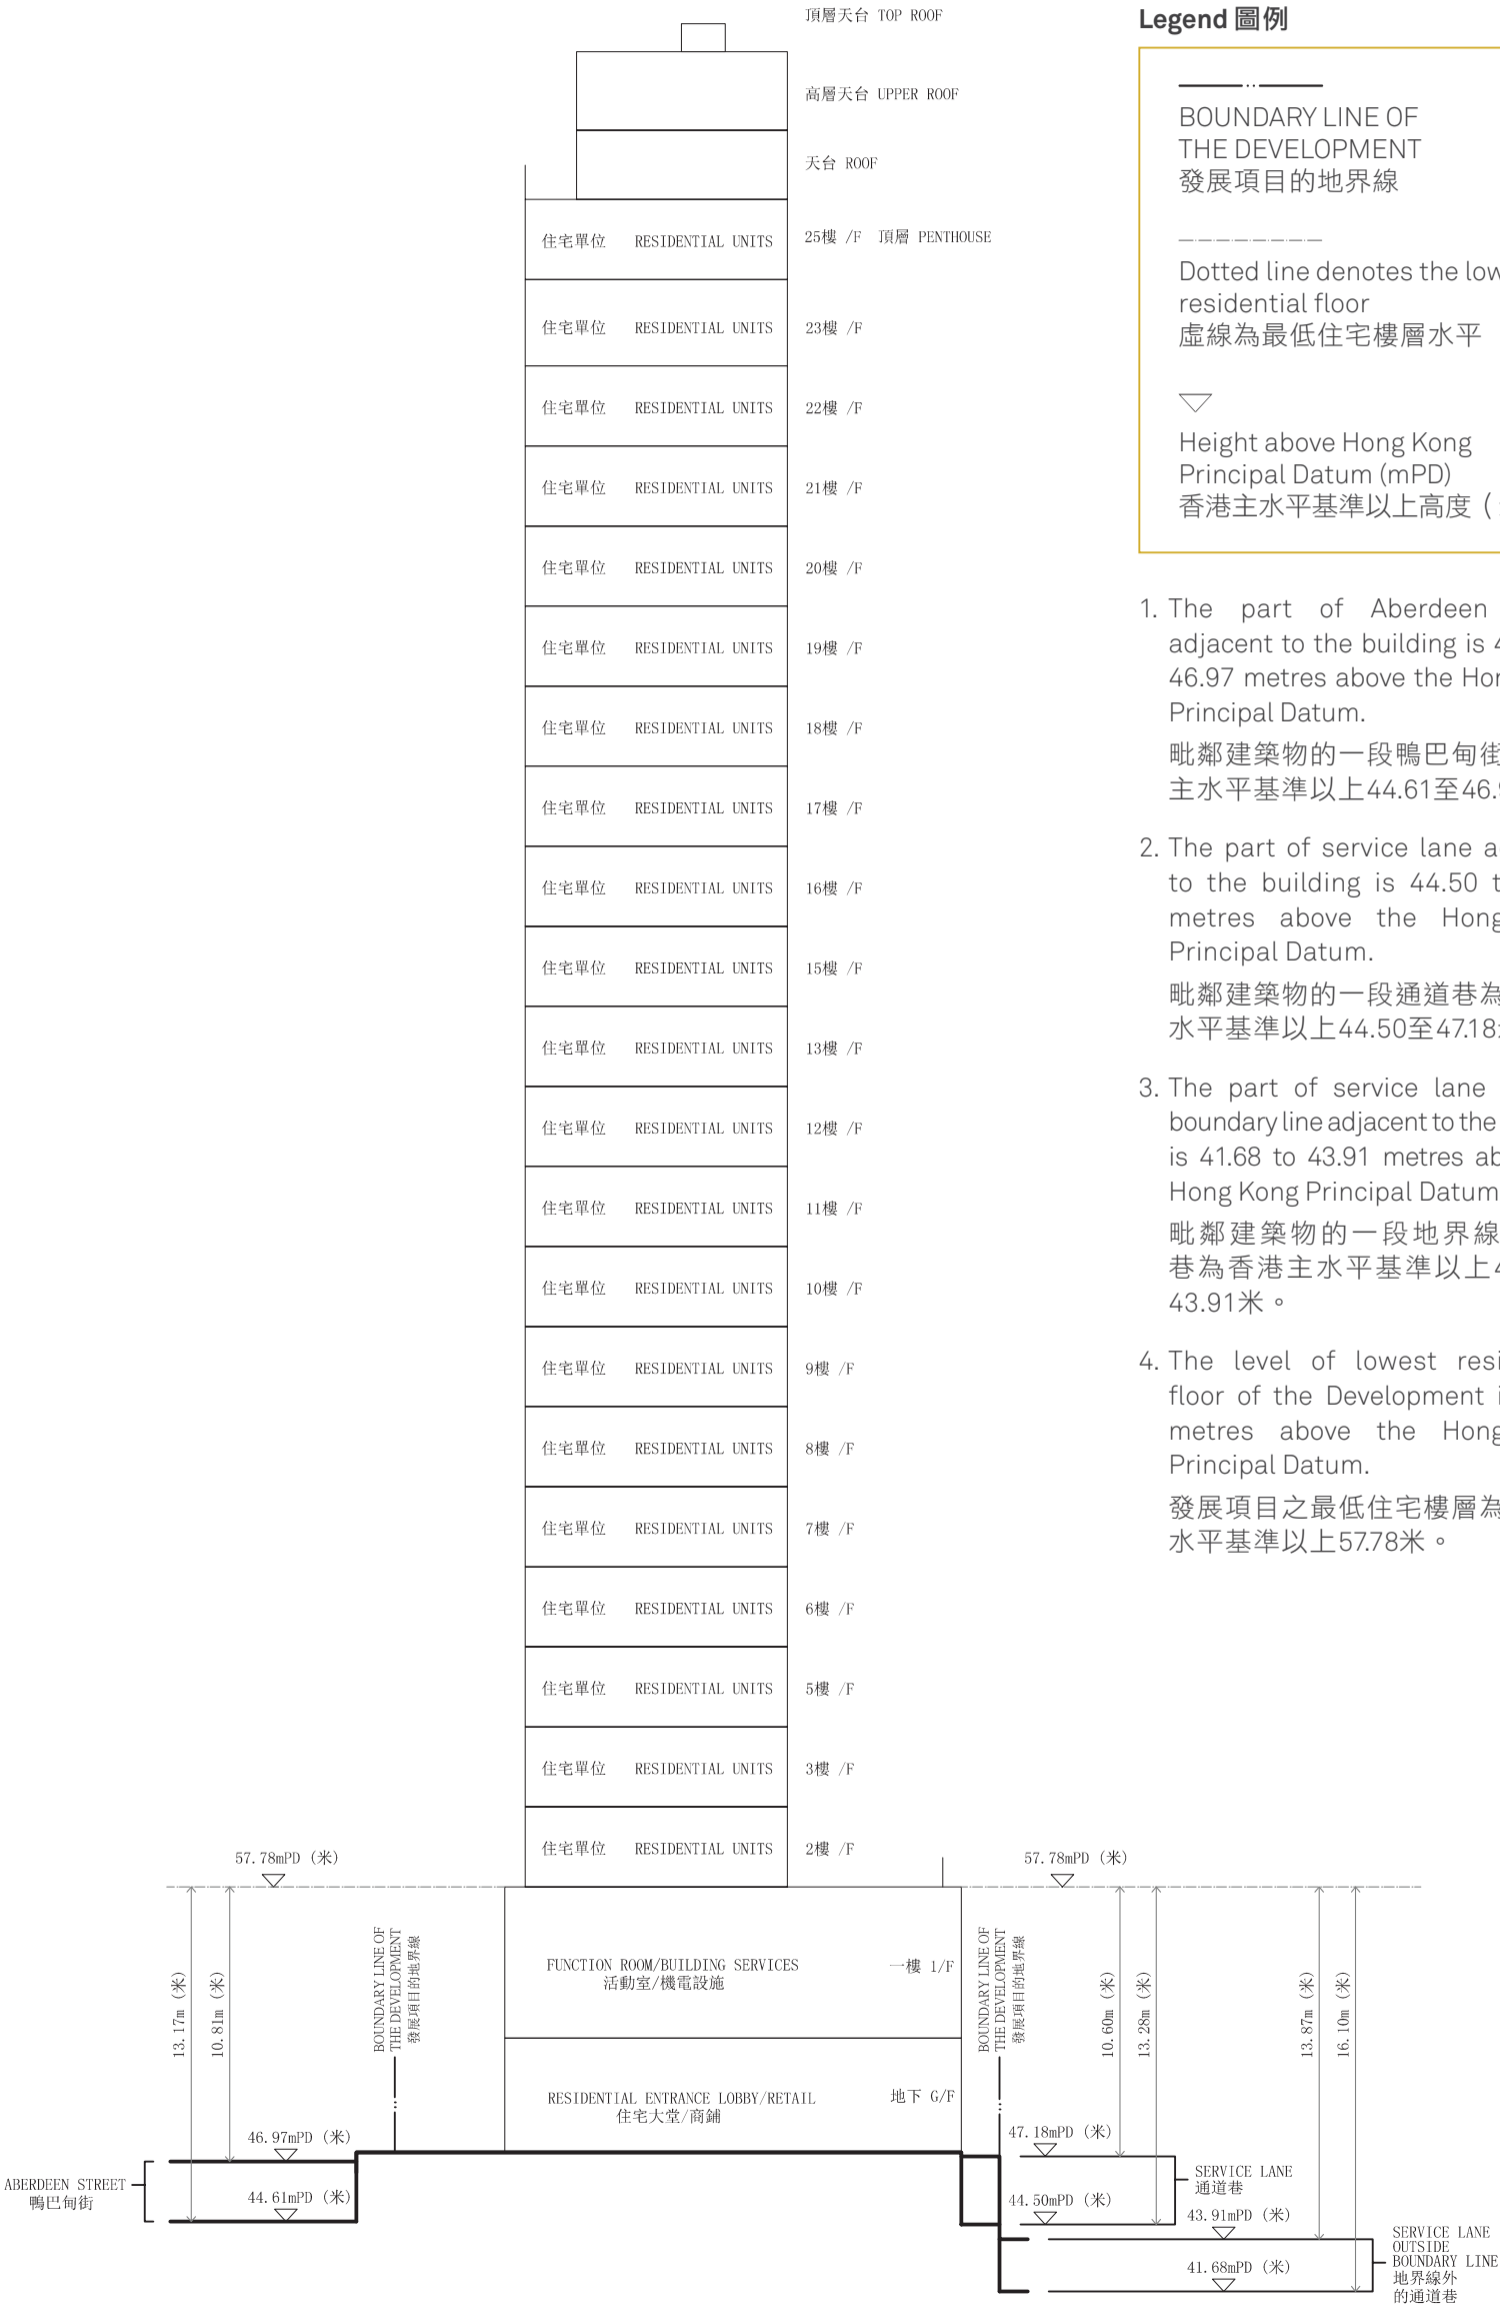 頂層天台 TOP ROOF
高層天台 UPPER ROOF
天台 ROOF
住宅單位 RESIDENTIAL UNITS 25樓 /F 頂層 PENTHOUSE
住宅單位 RESIDENTIAL UNITS 23樓 /F
住宅單位 RESIDENTIAL UNITS 22樓 /F
住宅單位 RESIDENTIAL UNITS 21樓 /F
住宅單位 RESIDENTIAL UNITS 20樓 /F
住宅單位 RESIDENTIAL UNITS 19樓 /F
住宅單位 RESIDENTIAL UNITS 18樓 /F
住宅單位 RESIDENTIAL UNITS 17樓 /F
住宅單位 RESIDENTIAL UNITS 16樓 /F
住宅單位 RESIDENTIAL UNITS 15樓 /F
住宅單位 RESIDENTIAL UNITS 13樓 /F
住宅單位 RESIDENTIAL UNITS 12樓 /F
住宅單位 RESIDENTIAL UNITS 11樓 /F
住宅單位 RESIDENTIAL UNITS 10樓 /F
住宅單位 RESIDENTIAL UNITS 9樓 /F
住宅單位 RESIDENTIAL UNITS 8樓 /F
住宅單位 RESIDENTIAL UNITS 7樓 /F
住宅單位 RESIDENTIAL UNITS 6樓 /F
住宅單位 RESIDENTIAL UNITS 5樓 /F
住宅單位 RESIDENTIAL UNITS 3樓 /F
住宅單位 RESIDENTIAL UNITS 2樓 /F
57.78mPD (米)
57.78mPD (米)
13.17m (米)
10.81m (米)
BOUNDARY LINE OF
THE DEVELOPMENT
發展項目的地界線
FUNCTION ROOM/BUILDING SERVICES 一樓 1/F
活動室/機電設施
RESIDENTIAL ENTRANCE LOBBY/RETAIL 地下 G/F
住宅大堂/商鋪
BOUNDARY LINE OF
THE DEVELOPMENT
發展項目的地界線
10.60m (米)
13.28m (米)
13.87m (米)
16.10m (米)
46.97mPD (米)
44.61mPD (米)
ABERDEEN STREET
鴨巴甸街
47.18mPD (米)
44.50mPD (米)
SERVICE LANE
通道巷
43.91mPD (米)
41.68mPD (米)
SERVICE LANE
OUTSIDE
BOUNDARY LINE
地界線外
的通道巷
Legend 圖例
BOUNDARY LINE OF
THE DEVELOPMENT
發展項目的地界線
Dotted line denotes the
residential floor
虛線為最低住宅樓層水平
Height above Hong Kong
Principal Datum (mPD)
香港主水平基準以上高度 (
1. The part of Aberdeen
adjacent to the building is
46.97 metres above the
Principal Datum.
毗鄰建築物的一段鴨巴甸街
主水平基準以上44.61至
2. The part of service lane
to the building is 44.50
metres above the Hong
Principal Datum.
毗鄰建築物的一段通道巷為
水平基準以上44.50至47.18
3. The part of service lane
boundary line adjacent to the
is 41.68 to 43.91 metres
Hong Kong Principal Datum
毗鄰建築物的一段地界線
巷為香港主水平基準以上
43.91米。
4. The level of lowest
floor of the Development
metres above the Hong
Principal Datum.
發展項目之最低住宅樓層為
水平基準以上57.78米。